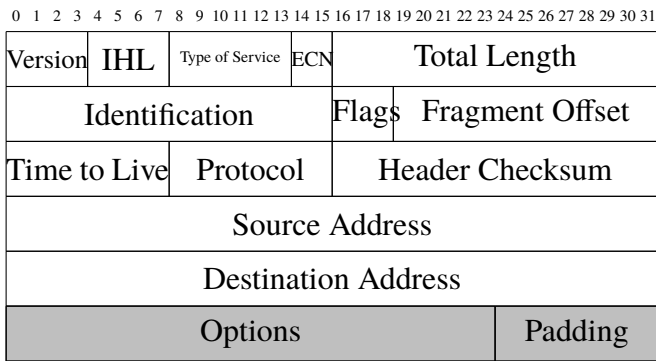 0 1 2 3 4 5 6 7 8 9 10 11 12 13 14 15 16 17 18 19 20 21 22 23 24 25 26 27 28 29 30 31
Version IHL Type of Service ECN Total Length
Identification Flags Fragment Offset
Time to Live Protocol Header Checksum
Source Address
Destination Address
Options Padding